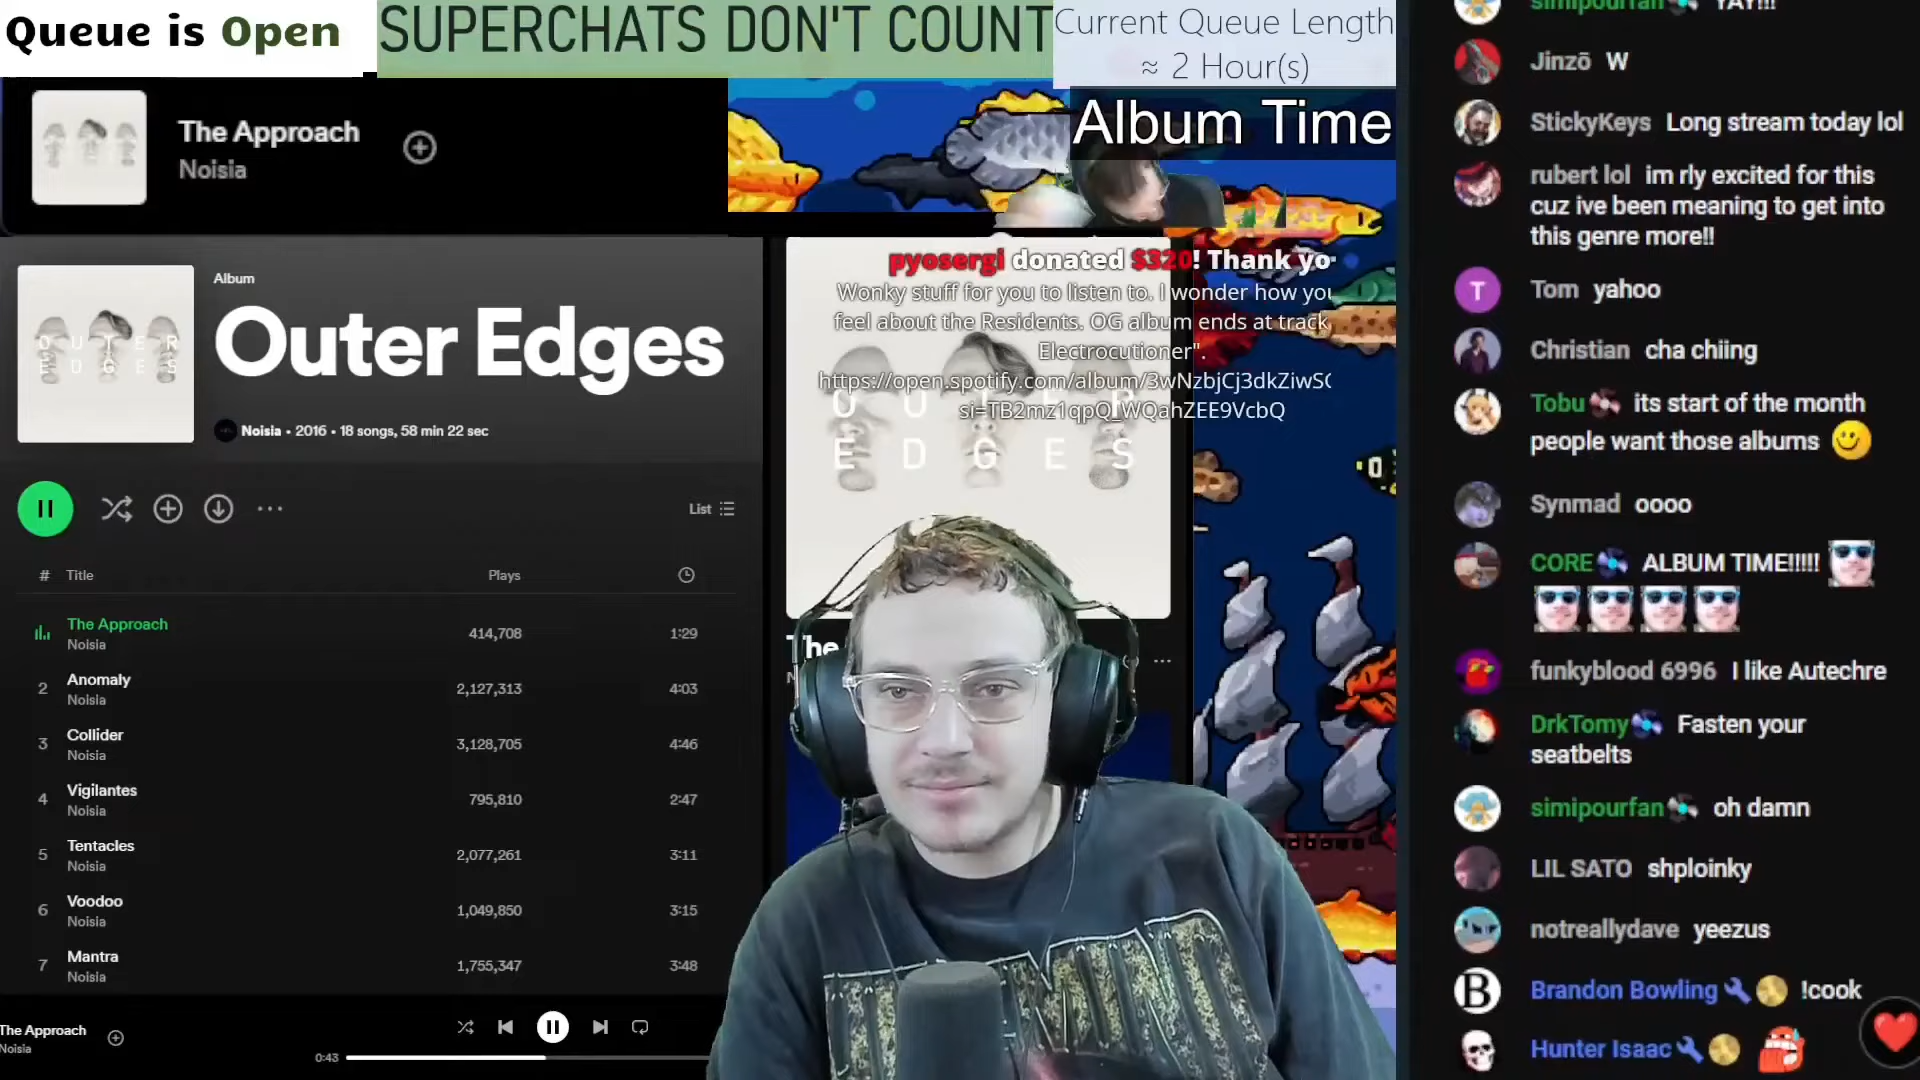 Queue is Open
SUPERCHATS DON'T COUNT
Current Queue Length
≈ 2 Hour(s)
Album Time
The Approach
Noisia
Album
Outer Edges
OUTER
EDGES
Noisia • 2016 • 18 songs, 58 min 22 sec
List
# Title Plays
The Approach
Noisia
414,708 1:29
2 Anomaly
Noisia
2,127,313 4:03
3 Collider
Noisia
3,128,705 4:46
4 Vigilantes
Noisia
795,810 2:47
5 Tentacles
Noisia
2,077,261 3:11
6 Voodoo
Noisia
1,049,850 3:15
7 Mantra
Noisia
1,755,347 3:48
The Approach
Noisia
0:43
pyosergi donated $320! Thank yo
Wonky stuff for you to listen to. I wonder how you
feel about the Residents. OG album ends at track
Electrocutioner".
https://open.spotify.com/album/3wNzbjCj3dkZiwS
si=TB2mz1qpQ_WQahZEE9VcbQ
OUTER
EDGES
The
simipourfan YAY!!!
Jinzō W
StickyKeys Long stream today lol
rubert lol im rly excited for this
cuz ive been meaning to get into
this genre more!!
T Tom yahoo
Christian cha chiing
Tobu its start of the month
people want those albums
Synmad oooo
CORE ALBUM TIME!!!!!
funkyblood 6996 I like Autechre
DrkTomy Fasten your
seatbelts
simipourfan oh damn
LIL SATO shploinky
notreallydave yeezus
B Brandon Bowling !cook
Hunter Isaac